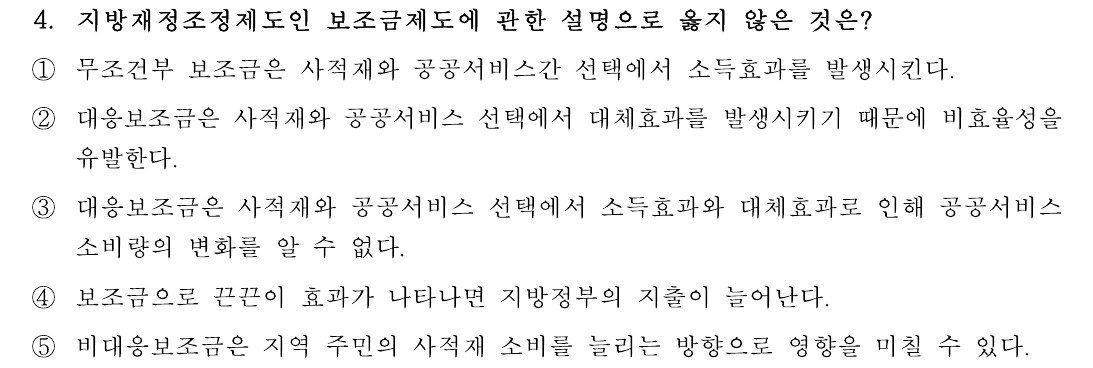 4. 지방재정조정제도인 보조금제도에 관한 설명으로 옳지 않은 것은?
① 무조건부 보조금은 사적재와 공공서비스간 선택에서 소득효과를 발생시킨다.
② 대응보조금은 사적재와 공공서비스 선택에서 대체효과를 발생시키기 때문에 비효율성을
유발한다.
③ 대응보조금은 사적재와 공공서비스 선택에서 소득효과와 대체효과로 인해 공공서비스
소비량의 변화를 알 수 없다.
④ 보조금으로 끈끈이 효과가 나타나면 지방정부의 지출이 늘어난다.
⑤ 비대응보조금은 지역 주민의 사적재 소비를 늘리는 방향으로 영향을 미칠 수 있다.